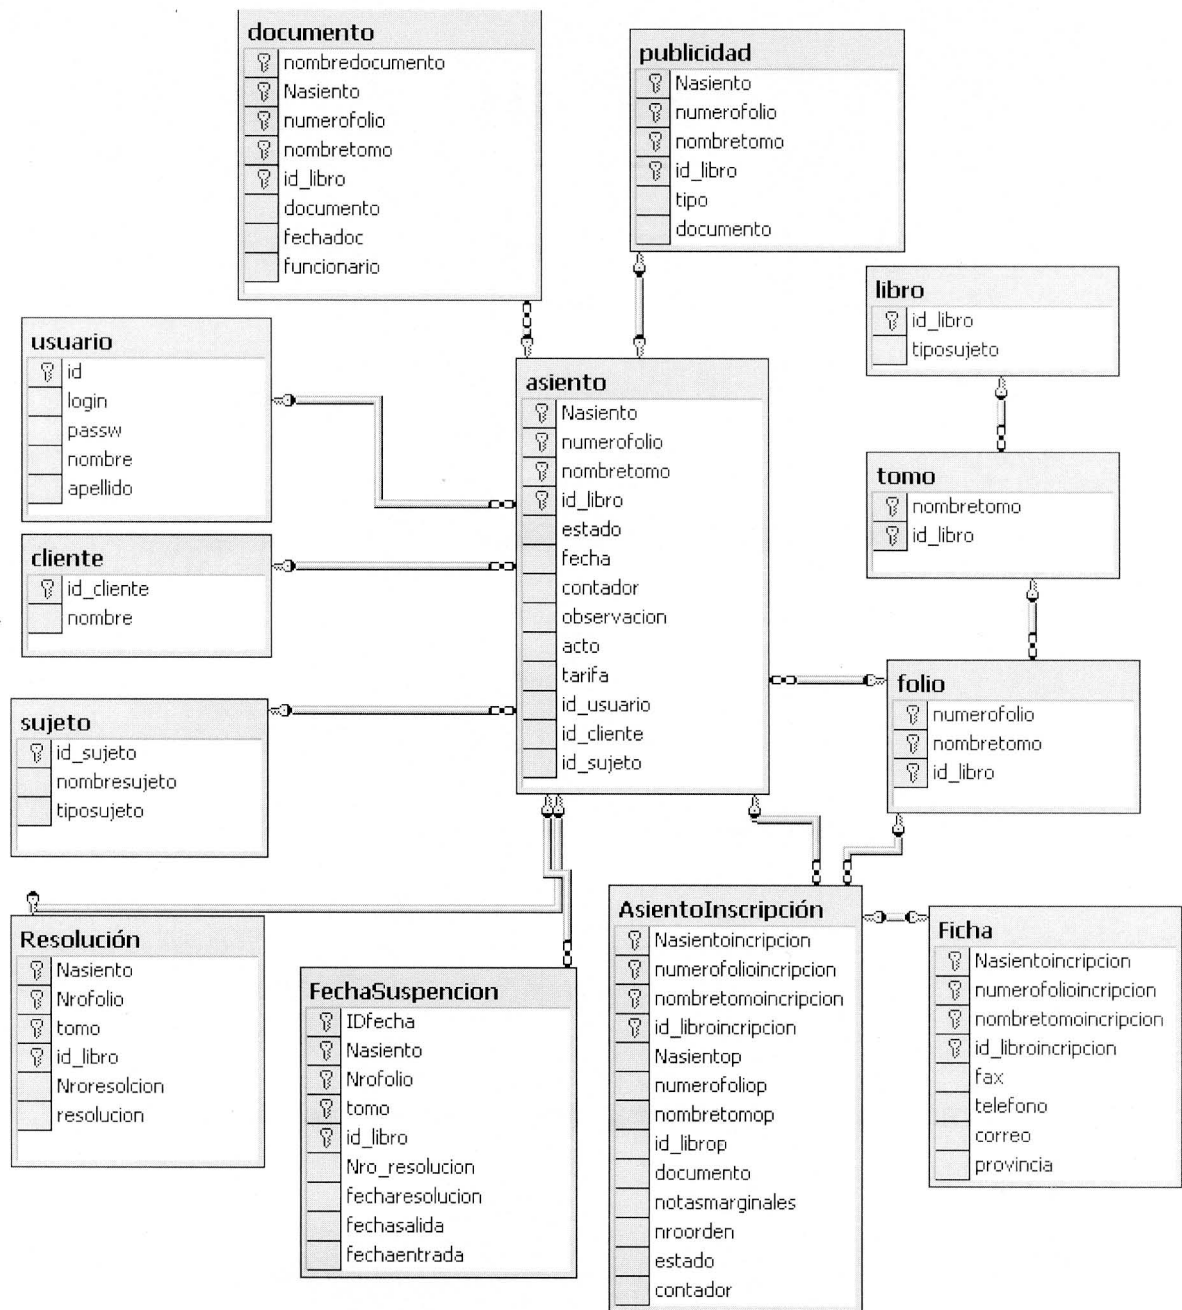 documento
nombredocumento
Nasiento
numerofolio
nombretomo
id_libro
documento
fechadoc
funcionario
publicidad
Nasiento
numerofolio
nombretomo
id_libro
tipo
documento
libro
id_libro
tiposujeto
usuario
id
login
passw
nombre
apellido
asiento
Nasiento
numerofolio
nombretomo
id_libro
estado
fecha
contador
observacion
acto
tarifa
id_usuario
id_cliente
id_sujeto
tomo
nombretomo
id_libro
cliente
id_cliente
nombre
folio
numerofolio
nombretomo
id_libro
sujeto
id_sujeto
nombresujeto
tiposujeto
Resolución
Nasiento
Nrofolio
tomo
id_libro
Nroresolcion
resolucion
FechaSuspencion
IDfecha
Nasiento
Nrofolio
tomo
id_libro
Nro_resolucion
fecharesolucion
fechasalida
fechaentrada
AsientoInscripción
Nasientoincripcion
numerofolioincripcion
nombretomoincripcion
id_libroincripcion
Nasientop
numerofoliop
nombretomop
id_librop
documento
notasmarginales
nroorden
estado
contador
Ficha
Nasientoincripcion
numerofolioincripcion
nombretomoincripcion
id_libroincripcion
fax
telefono
correo
provincia